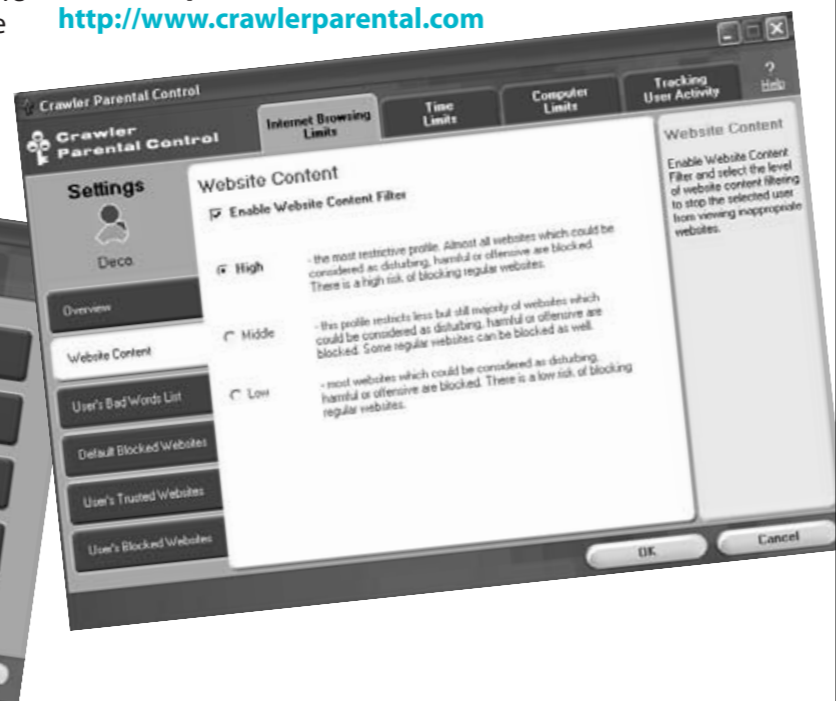 http://www.crawlerparental.com
Crawler Parental Control
Crawler
Parental Control
Internet Browsing
Limits
Time
Limits
Computer
Limits
Tracking
User Activity
?
Help
Settings
Deco
Overview
Website Content
User's Bad Words List
Default Blocked Websites
User's Trusted Websites
User's Blocked Websites
Website Content
Enable Website Content Filter
High
- the most restrictive profile. Almost all websites which could be
considered as disturbing, harmful or offensive are blocked.
There is a high risk of blocking regular websites.
Middle
- this profile restricts less but still majority of websites which
could be considered as disturbing, harmful or offensive are
blocked. Some regular websites can be blocked as well.
Low
- most websites which could be considered as disturbing,
harmful or offensive are blocked. There is a low risk of blocking
regular websites.
Website Content
Enable Website Content
Filter and select the level
of website content filtering
to stop the selected user
from viewing inappropriate
websites.
OK
Cancel